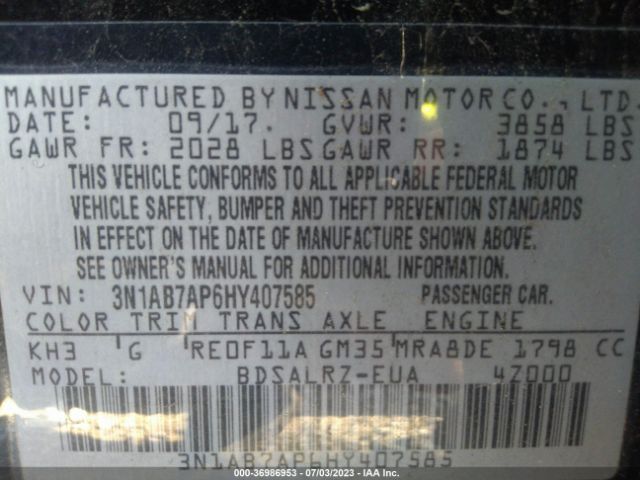 MANUFACTURED BY NISSAN MOTOR CO., LTD.
DATE: 09/17. GVWR: 3858 LBS
GAWR FR: 2028 LBS GAWR RR: 1874 LBS
THIS VEHICLE CONFORMS TO ALL APPLICABLE FEDERAL MOTOR
VEHICLE SAFETY, BUMPER AND THEFT PREVENTION STANDARDS
IN EFFECT ON THE DATE OF MANUFACTURE SHOWN ABOVE.
SEE OWNER'S MANUAL FOR ADDITIONAL INFORMATION.
VIN: 3N1AB7AP6HY407585 PASSENGER CAR.
COLOR TRIM TRANS AXLE ENGINE
KH3 G RE0F11A GM35 MRA8DE 1798 CC
MODEL: BDSALRZ-EUA 4Z000
3N1AB7AP6HY407585
000-36986953 - 07/03/2023 - IAA Inc.